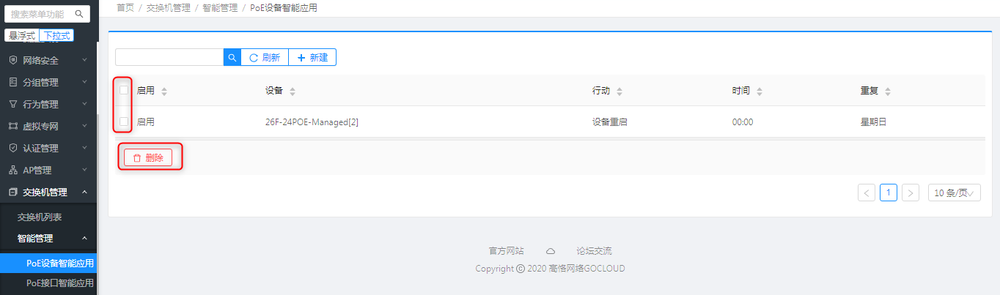 搜索菜单功能
首页 / 交换机管理 / 智能管理 / PoE设备智能应用
悬浮式 下拉式
网络安全
分组管理
行为管理
虚拟专网
认证管理
AP管理
交换机管理
交换机列表
智能管理
PoE设备智能应用
PoE接口智能应用
刷新 新建
启用 设备 行动 时间 重复
启用 26F-24POE-Managed[2] 设备重启 00:00 星期日
删除
1 10 条/页
官方网站 论坛交流
Copyright © 2020 高恪网络GOCLOUD